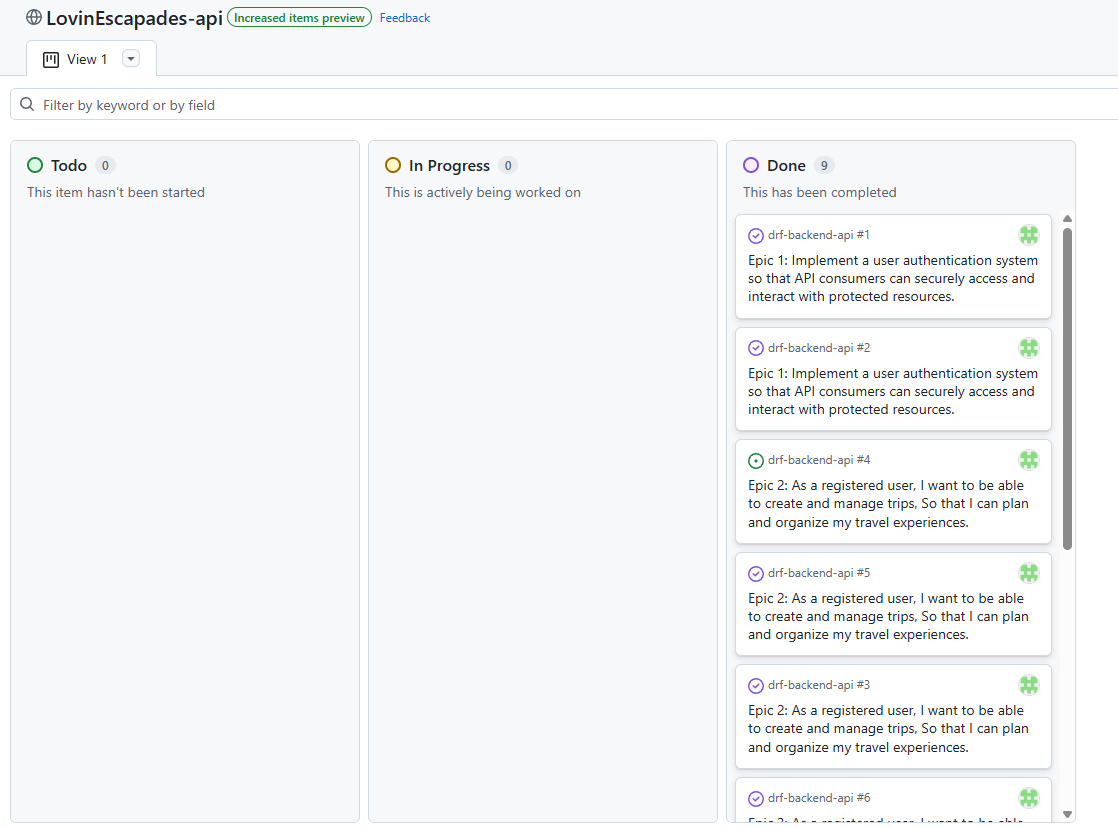 LovinEscapades-api Increased items preview Feedback
View 1
Filter by keyword or by field
Todo 0
This item hasn't been started
In Progress 0
This is actively being worked on
Done 9
This has been completed
drf-backend-api #1
Epic 1: Implement a user authentication system
so that API consumers can securely access and
interact with protected resources.
drf-backend-api #2
Epic 1: Implement a user authentication system
so that API consumers can securely access and
interact with protected resources.
drf-backend-api #4
Epic 2: As a registered user, I want to be able
to create and manage trips, So that I can plan
and organize my travel experiences.
drf-backend-api #5
Epic 2: As a registered user, I want to be able
to create and manage trips, So that I can plan
and organize my travel experiences.
drf-backend-api #3
Epic 2: As a registered user, I want to be able
to create and manage trips, So that I can plan
and organize my travel experiences.
drf-backend-api #6